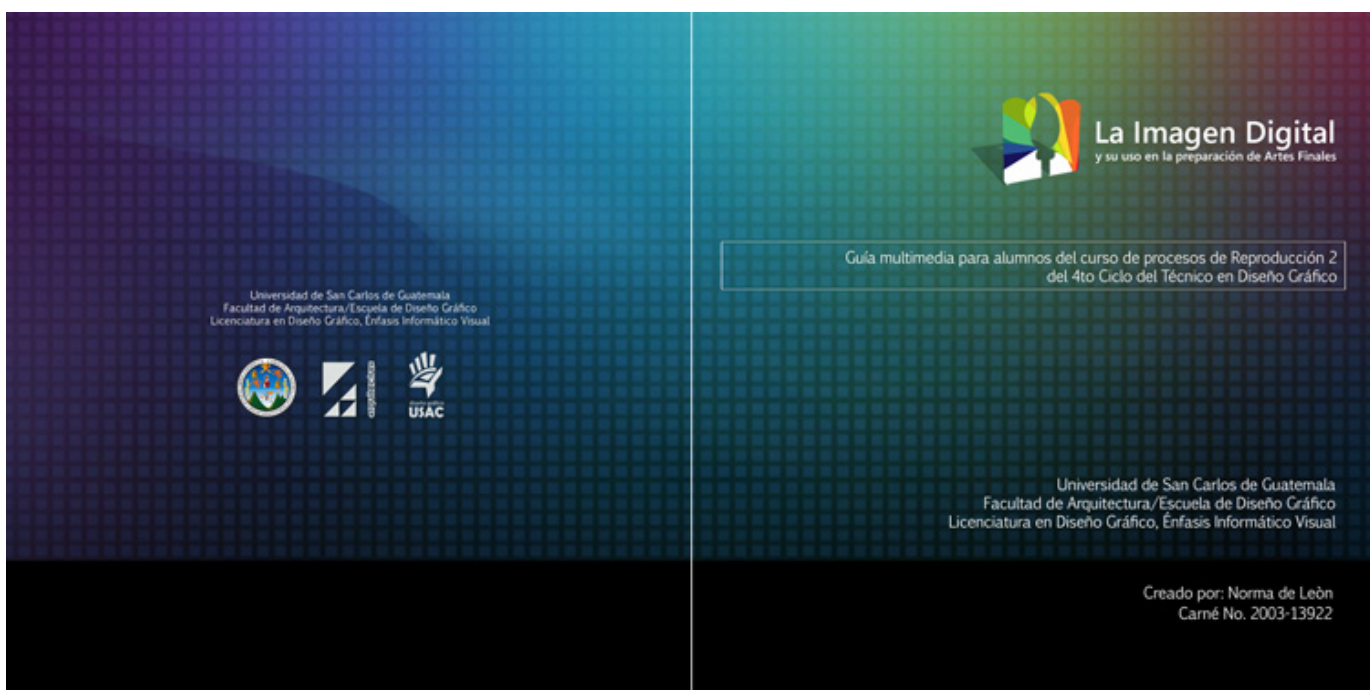 Universidad de San Carlos de Guatemala
Facultad de Arquitectura/Escuela de Diseño Gráfico
Licenciatura en Diseño Gráfico, Énfasis Informático Visual
arquitectura
diseño gráfico
USAC
La Imagen Digital
y su uso en la preparación de Artes Finales
Guía multimedia para alumnos del curso de procesos de Reproducción 2
del 4to Ciclo del Técnico en Diseño Gráfico
Universidad de San Carlos de Guatemala
Facultad de Arquitectura/Escuela de Diseño Gráfico
Licenciatura en Diseño Gráfico, Énfasis Informático Visual
Creado por: Norma de Leòn
Carné No. 2003-13922